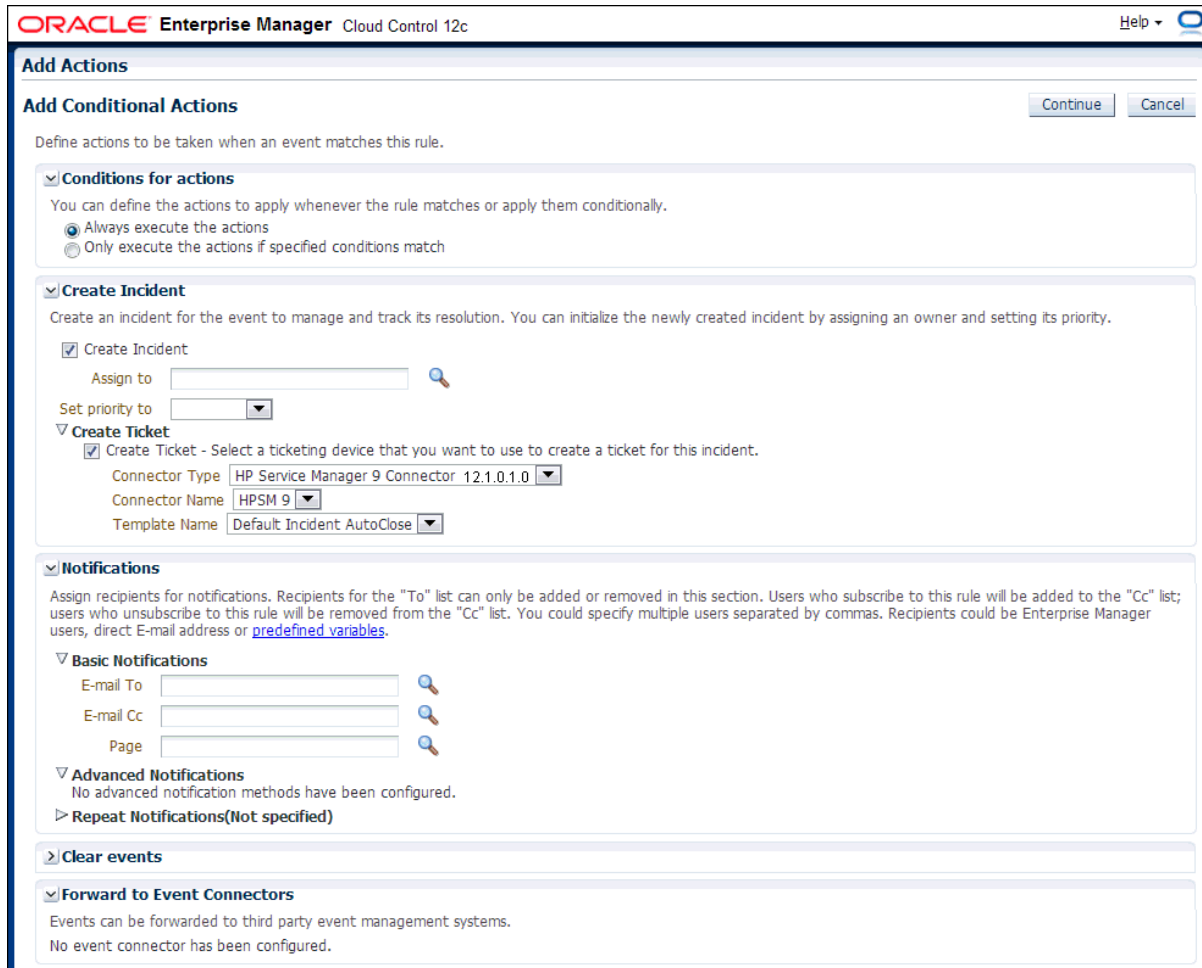 ORACLE Enterprise Manager Cloud Control 12c
Help
Add Actions
Add Conditional Actions
Continue
Cancel
Define actions to be taken when an event matches this rule.
Conditions for actions
You can define the actions to apply whenever the rule matches or apply them conditionally.
Always execute the actions
Only execute the actions if specified conditions match
Create Incident
Create an incident for the event to manage and track its resolution. You can initialize the newly created incident by assigning an owner and setting its priority.
Create Incident
Assign to
Set priority to
Create Ticket
Create Ticket - Select a ticketing device that you want to use to create a ticket for this incident.
Connector Type HP Service Manager 9 Connector 12.1.0.1.0
Connector Name HPSM 9
Template Name Default Incident AutoClose
Notifications
Assign recipients for notifications. Recipients for the "To" list can only be added or removed in this section. Users who subscribe to this rule will be added to the "Cc" list;
users who unsubscribe to this rule will be removed from the "Cc" list. You could specify multiple users separated by commas. Recipients could be Enterprise Manager
users, direct E-mail address or predefined variables.
Basic Notifications
E-mail To
E-mail Cc
Page
Advanced Notifications
No advanced notification methods have been configured.
Repeat Notifications(Not specified)
Clear events
Forward to Event Connectors
Events can be forwarded to third party event management systems.
No event connector has been configured.